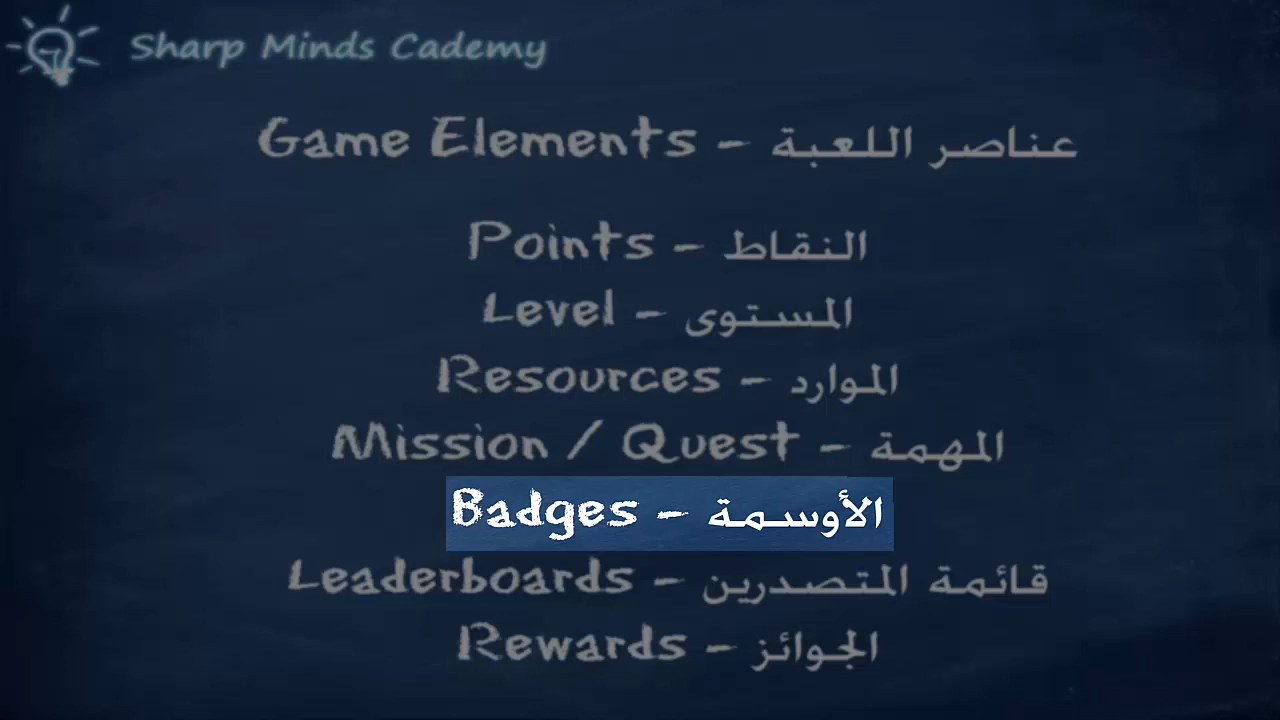 Sharp Minds Cademy
Game Elements - عناصر اللعبة
Points - النقاط
Level - المستوى
Resources - الموارد
Mission / Quest - المهمة
Badges - الأوسمة
Leaderboards - قائمة المتصدرين
Rewards - الجوائز